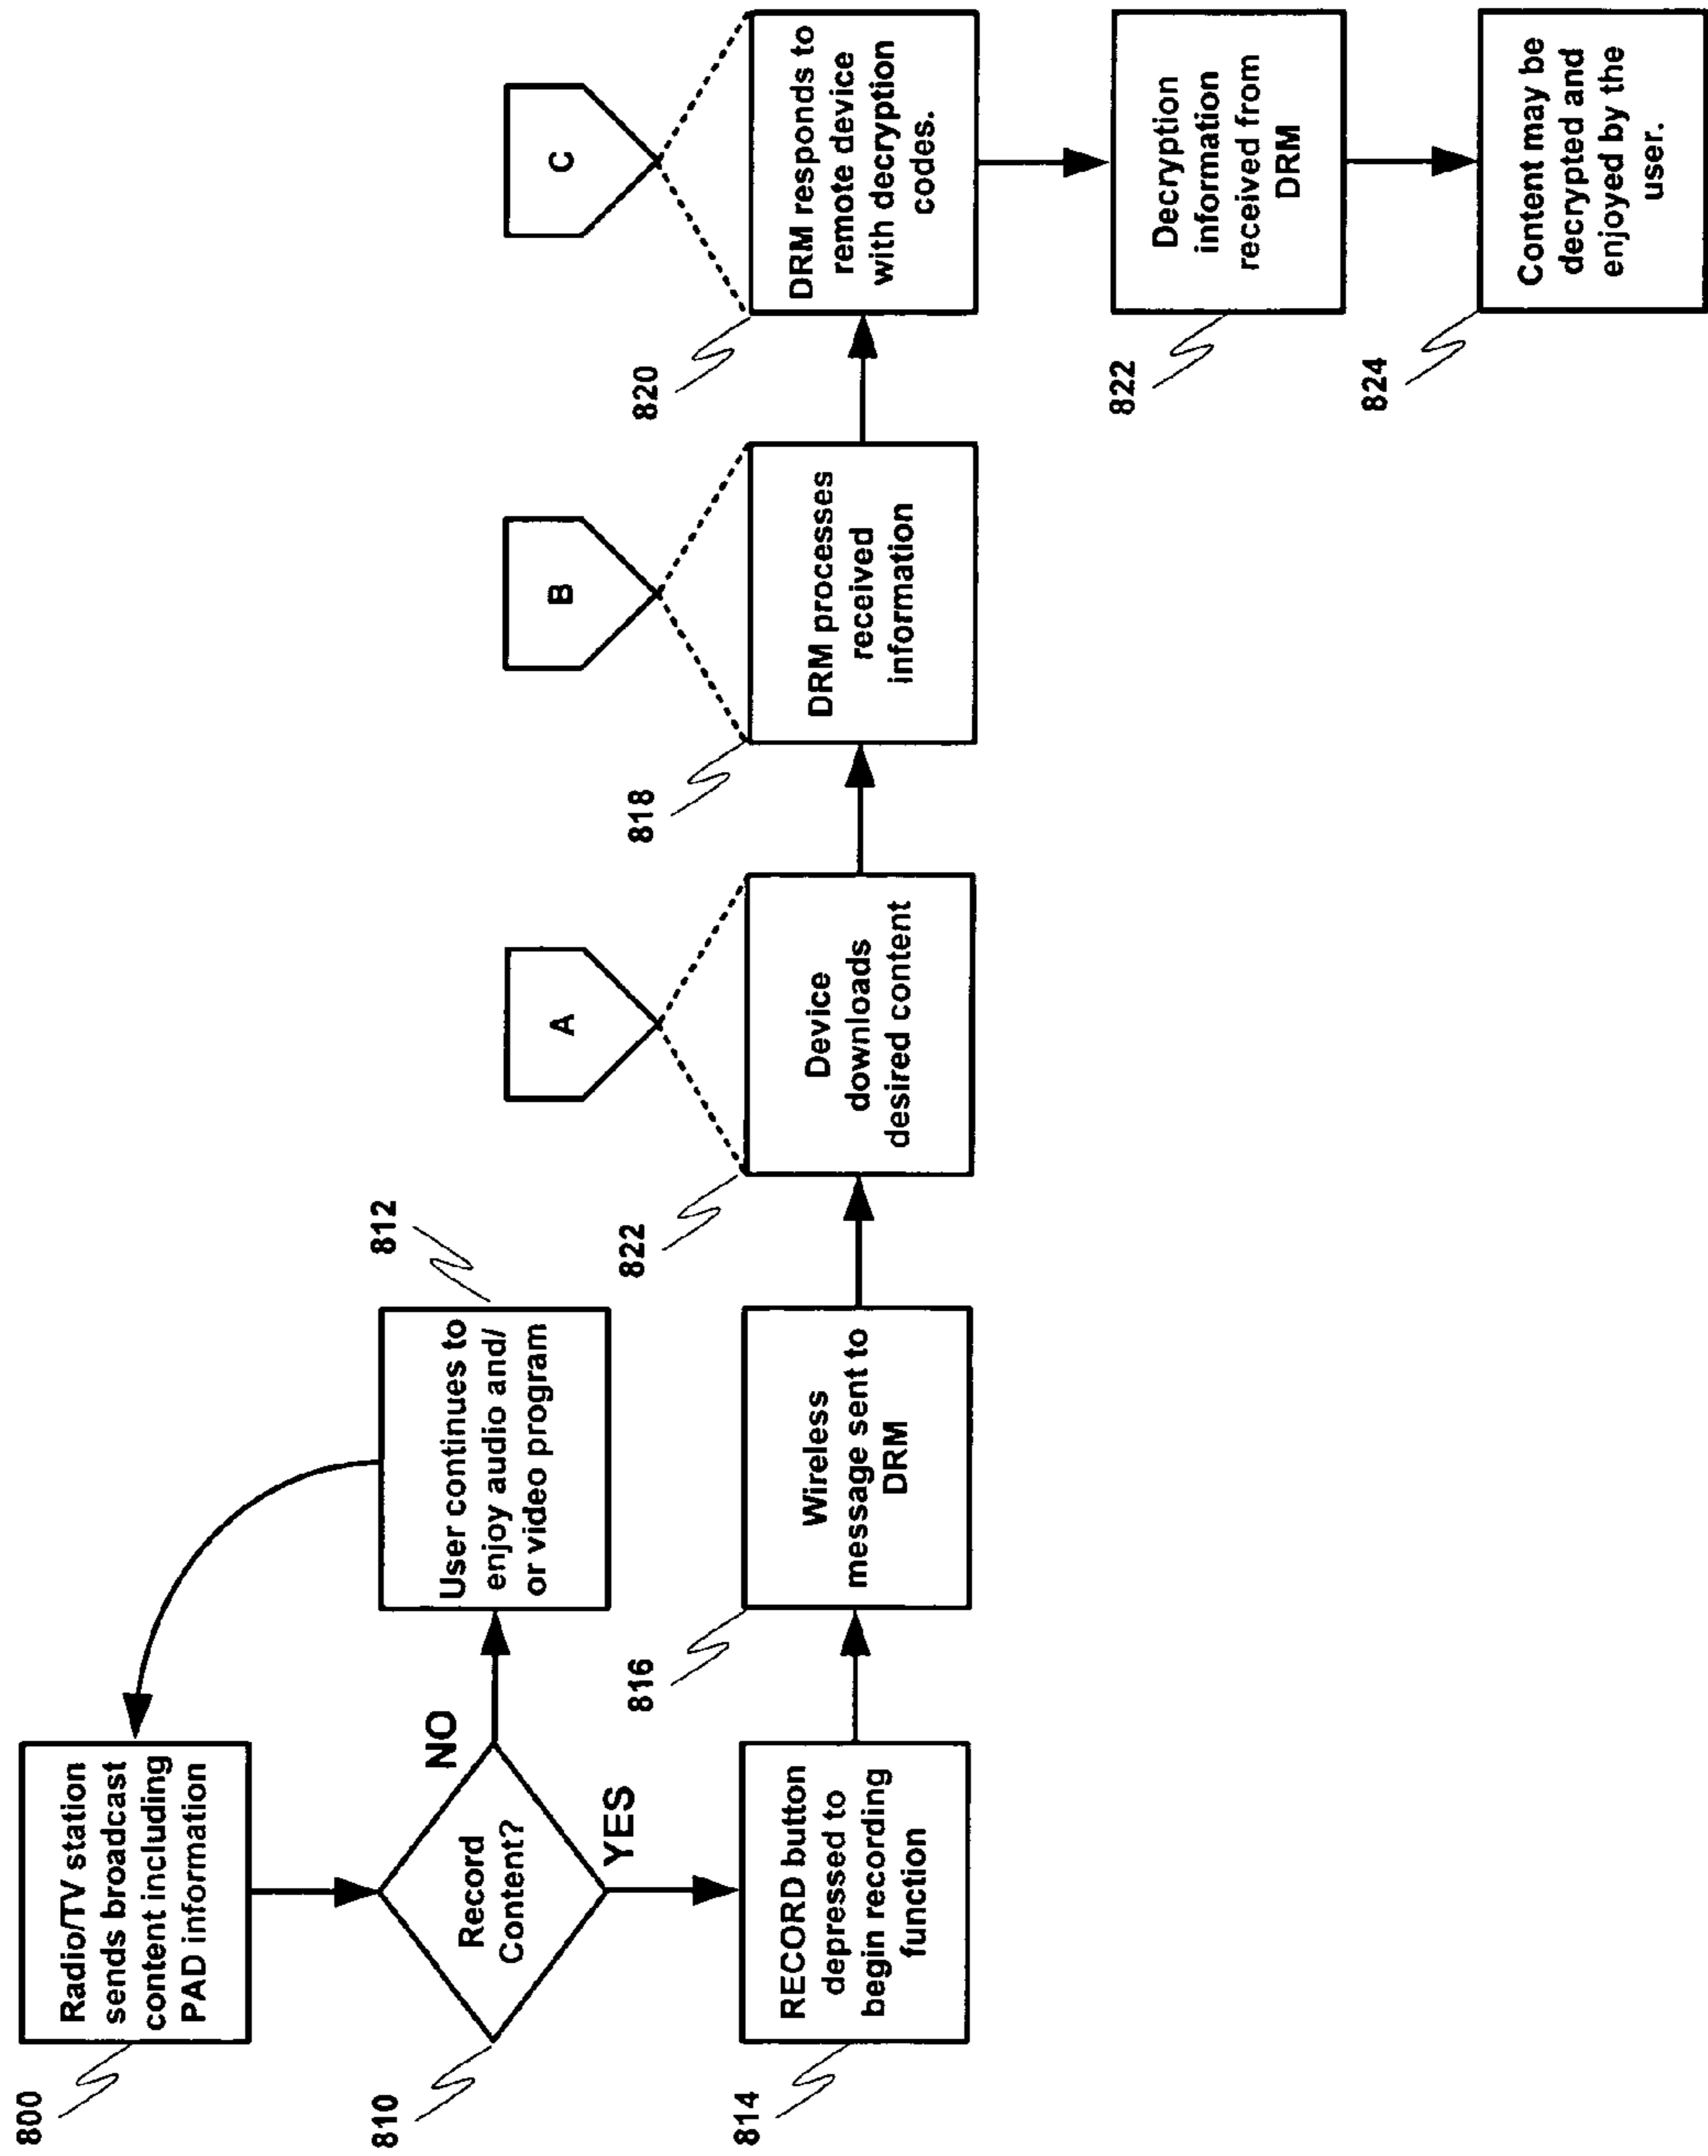 800
Radio/TV station
sends broadcast
content including
PAD information
810
Record
Content?
NO
YES
812
User continues to
enjoy audio and/
or video program
814
RECORD button
depressed to
begin recording
function
816
Wireless
message sent to
DRM
822
A
Device
downloads
desired content
818
B
DRM processes
received
information
820
C
DRM responds to
remote device
with decryption
codes.
822
Decryption
information
received from
DRM
824
Content may be
decrypted and
enjoyed by the
user.